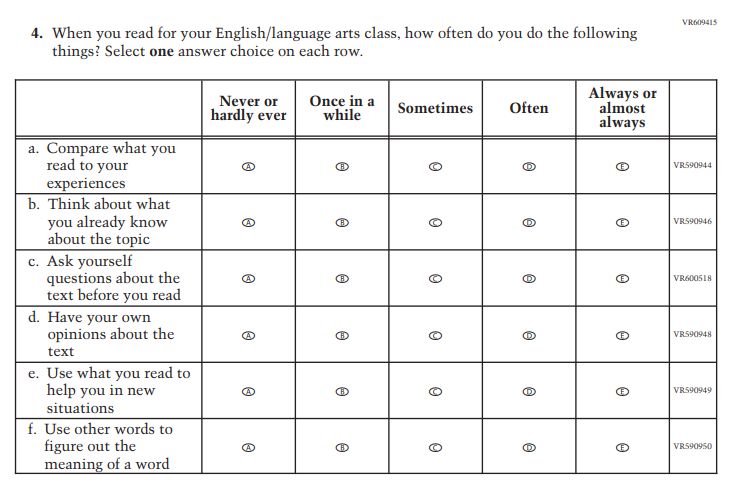 VR609415
4. When you read for your English/language arts class, how often do you do the following
things? Select one answer choice on each row.
Never or
hardly ever
Once in a
while
Sometimes
Often
Always or
almost
always
a. Compare what you
read to your
experiences
A B C D E VR590944
b. Think about what
you already know
about the topic
A B C D E VR590946
c. Ask yourself
questions about the
text before you read
A B C D E VR600518
d. Have your own
opinions about the
text
A B C D E VR590948
e. Use what you read to
help you in new
situations
A B C D E VR590949
f. Use other words to
figure out the
meaning of a word
A B C D E VR590950